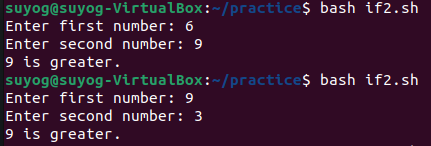 suyog@suyog-VirtualBox:~/practice$ bash if2.sh
Enter first number: 6
Enter second number: 9
9 is greater.
suyog@suyog-VirtualBox:~/practice$ bash if2.sh
Enter first number: 9
Enter second number: 3
9 is greater.